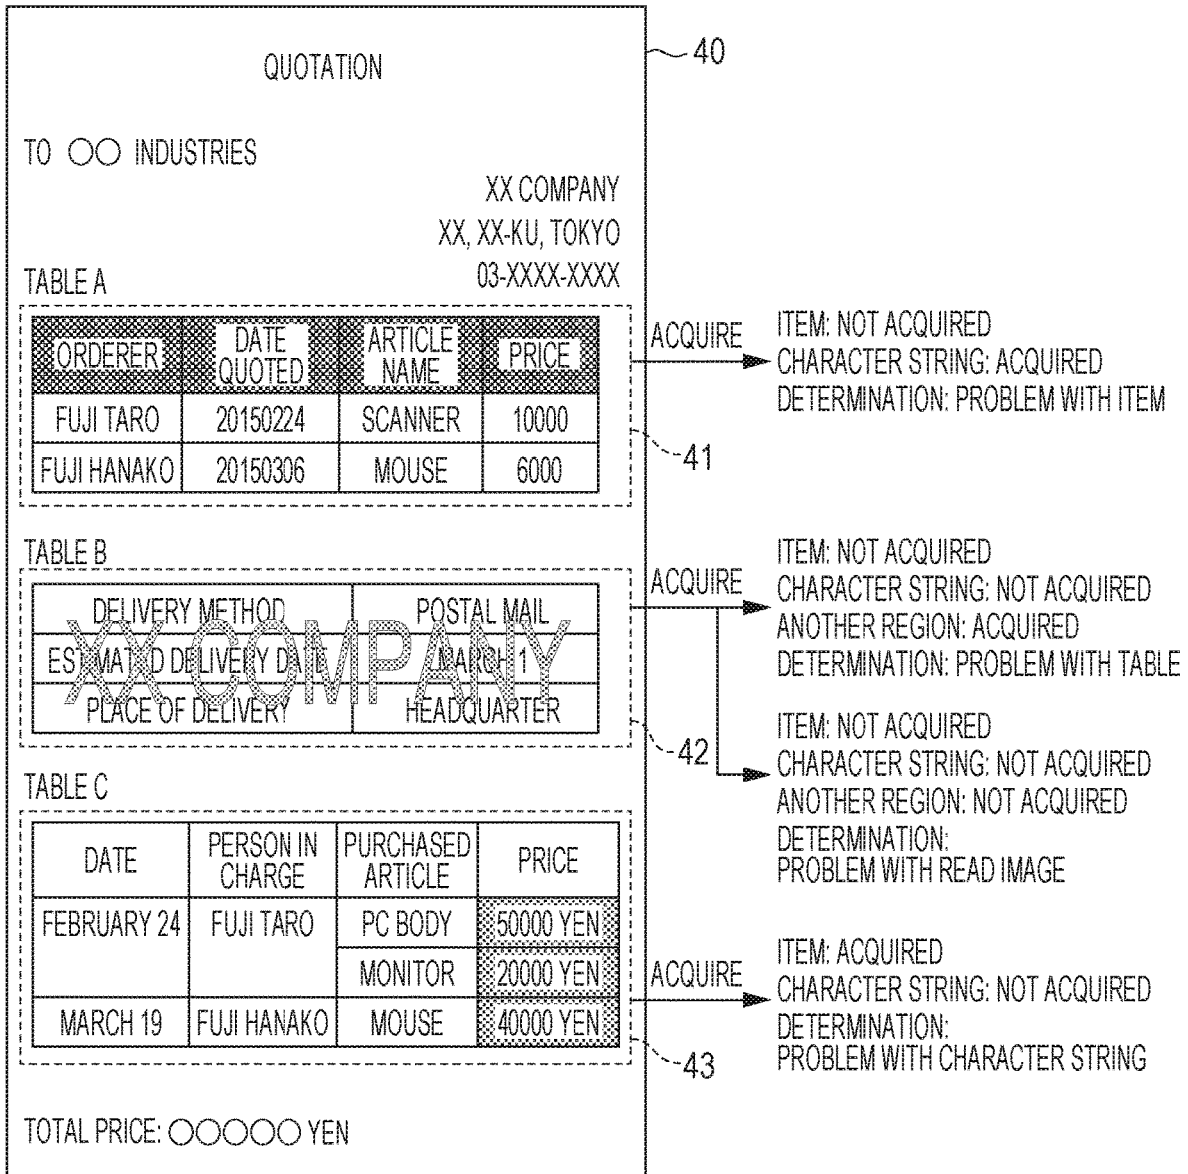 QUOTATION
40
TO ○○ INDUSTRIES
XX COMPANY
XX, XX-KU, TOKYO
03-XXXX-XXXX
TABLE A
ORDERER DATE QUOTED ARTICLE NAME PRICE
FUJI TARO 20150224 SCANNER 10000
FUJI HANAKO 20150306 MOUSE 6000
41
ACQUIRE
ITEM: NOT ACQUIRED
CHARACTER STRING: ACQUIRED
DETERMINATION: PROBLEM WITH ITEM
TABLE B
DELIVERY METHOD POSTAL MAIL
ESTIMATED DELIVERY DATE MARCH 1
PLACE OF DELIVERY HEADQUARTER
XX COMPANY
42
ACQUIRE
ITEM: NOT ACQUIRED
CHARACTER STRING: NOT ACQUIRED
ANOTHER REGION: ACQUIRED
DETERMINATION: PROBLEM WITH TABLE
ITEM: NOT ACQUIRED
CHARACTER STRING: NOT ACQUIRED
ANOTHER REGION: NOT ACQUIRED
DETERMINATION:
PROBLEM WITH READ IMAGE
TABLE C
DATE PERSON IN CHARGE PURCHASED ARTICLE PRICE
FEBRUARY 24 FUJI TARO PC BODY 50000 YEN
MONITOR 20000 YEN
MARCH 19 FUJI HANAKO MOUSE 40000 YEN
43
ACQUIRE
ITEM: ACQUIRED
CHARACTER STRING: NOT ACQUIRED
DETERMINATION:
PROBLEM WITH CHARACTER STRING
TOTAL PRICE: ○○○○○ YEN